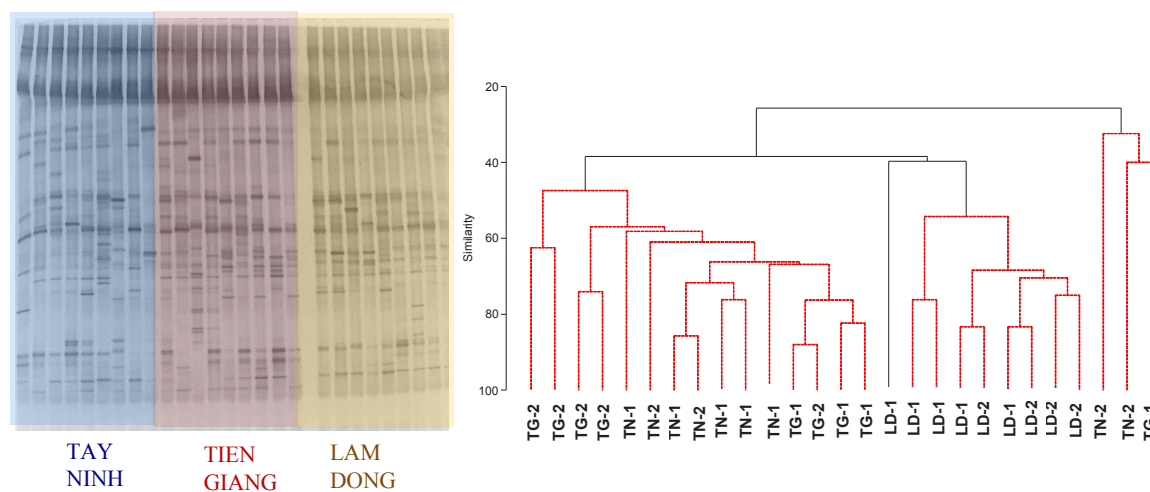 TAY
NINH
TIEN
GIANG
LAM
DONG
Similarity
20
40
60
80
100
TG-2
TG-2
TG-2
TG-2
TN-1
TN-2
TN-1
TN-2
TN-1
TN-1
TN-1
TG-1
TG-2
TG-1
TG-1
LD-1
LD-1
LD-1
LD-1
LD-2
LD-1
LD-2
LD-2
LD-2
TN-2
TN-2
TG-1